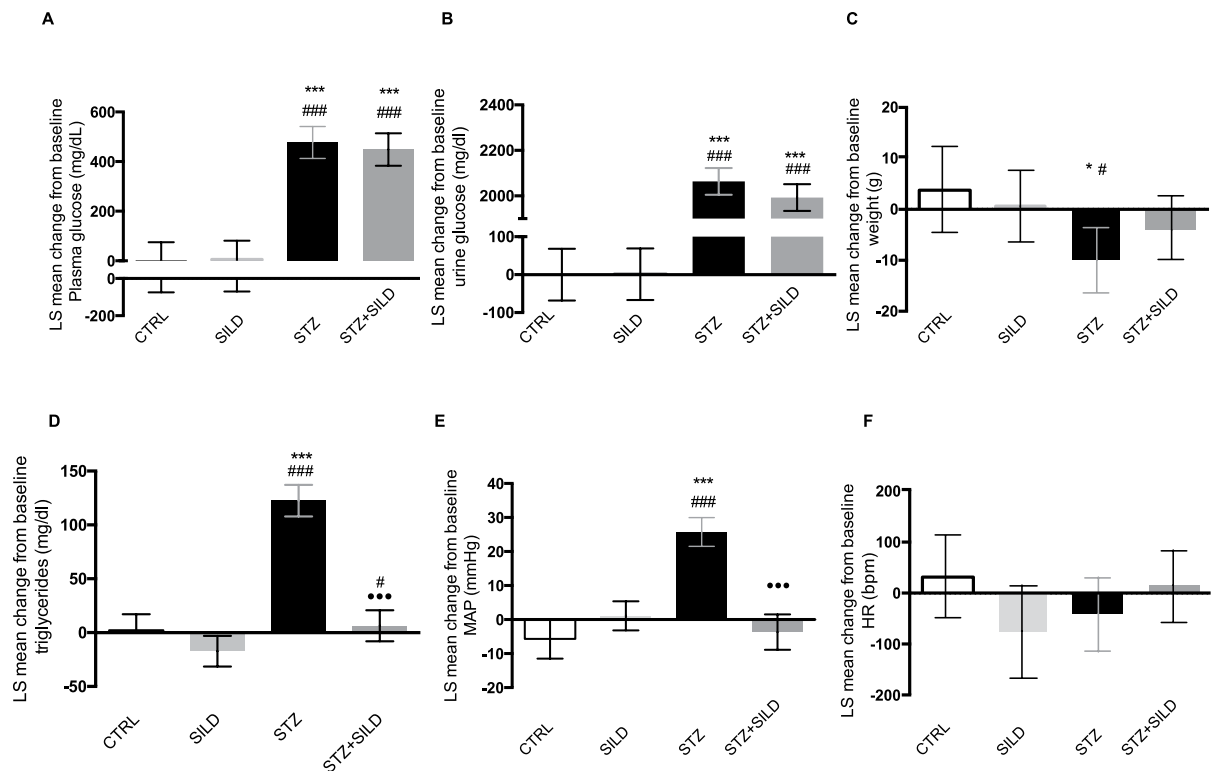 A
LS mean change from baseline
Plasma glucose (mg/dL)
600
400
200
0
0
-200
***
###
***
###
CTRL
SILD
STZ
STZ+SILD
B
LS mean change from baseline
urine glucose (mg/dl)
2400
2200
2000
100
0
-100
***
###
***
###
CTRL
SILD
STZ
STZ+SILD
C
LS mean change from baseline
weight (g)
20
10
0
-10
-20
* #
CTRL
SILD
STZ
STZ+SILD
D
LS mean change from baseline
triglycerides (mg/dl)
150
100
50
0
-50
***
###
#
•••
CTRL
SILD
STZ
STZ+SILD
E
LS mean change from baseline
MAP (mmHg)
40
30
20
10
0
-10
-20
***
###
•••
CTRL
SILD
STZ
STZ+SILD
F
LS mean change from baseline
HR (bpm)
200
100
0
-100
-200
CTRL
SILD
STZ
STZ+SILD